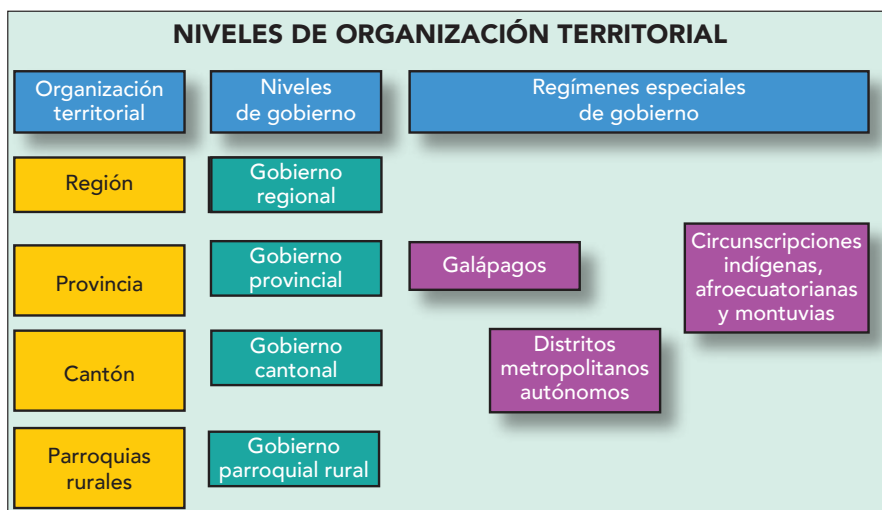 NIVELES DE ORGANIZACIÓN TERRITORIAL
Organización
territorial
Niveles
de gobierno
Regímenes especiales
de gobierno
Región
Gobierno
regional
Provincia
Gobierno
provincial
Galápagos
Circunscripciones
indígenas,
afroecuatorianas
y montuvias
Cantón
Gobierno
cantonal
Distritos
metropolitanos
autónomos
Parroquias
rurales
Gobierno
parroquial rural